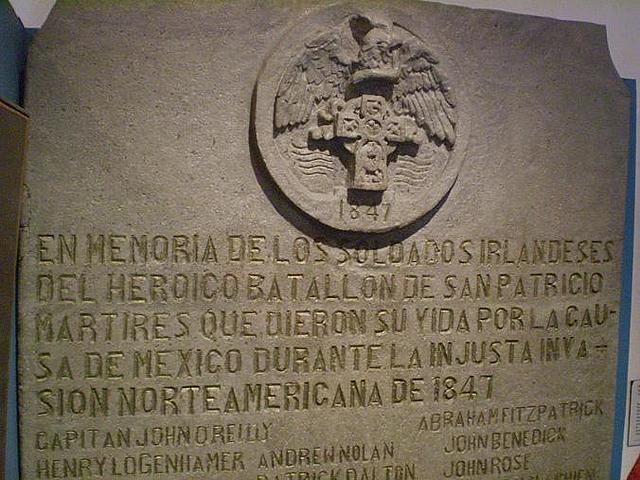 1847
EN MEMORIA DE LOS SOLDADOS IRLANDESES
DEL HEROICO BATALLON DE SAN PATRICIO
MARTIRES QUE DIERON SU VIDA POR LA CAU-
SA DE MEXICO DURANTE LA INJUSTA INVA-
SION NORTEAMERICANA DE 1847
CAPITAN JOHN O REILLY
HENRY LOGENHAMER
ANDREW NOLAN
PATRICK DALTON
ABRAHAM FITZPATRICK
JOHN BENEDICK
JOHN ROSE